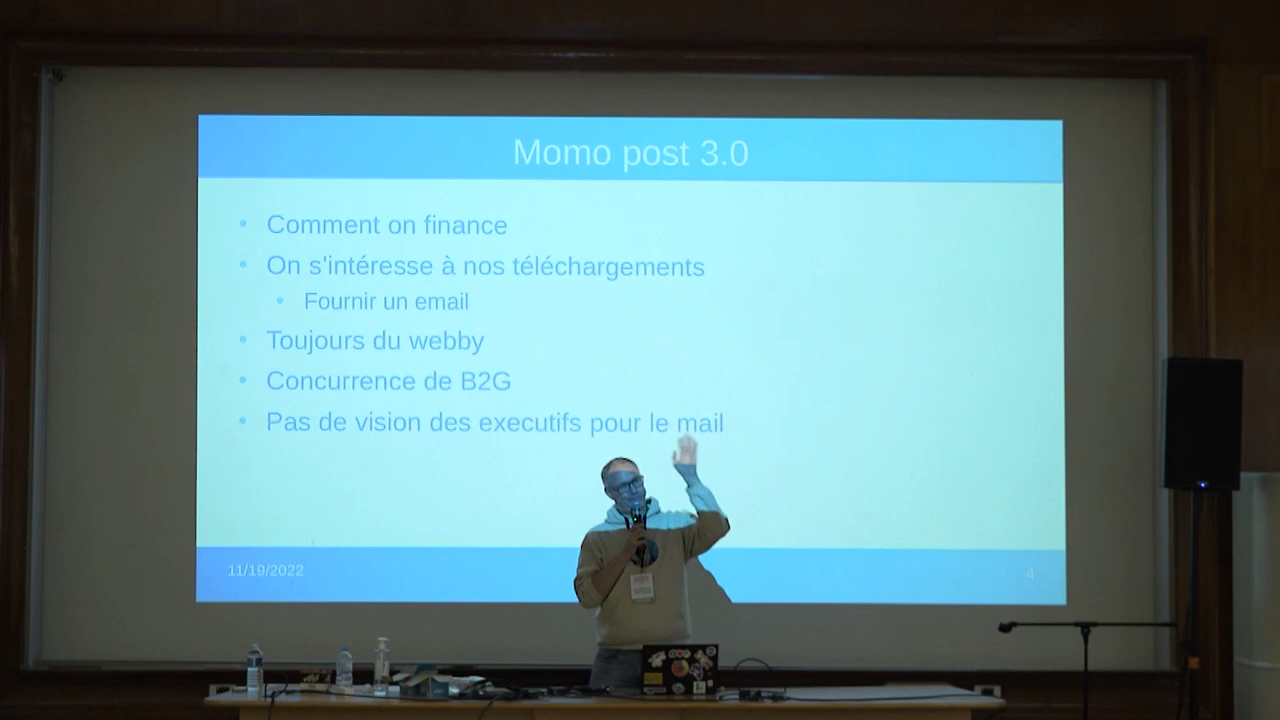 Momo post 3.0
Comment on finance
On s'intéresse à nos téléchargements
Fournir un email
Toujours du webby
Concurrence de B2G
Pas de vision des executifs pour le mail
11/19/2022
4